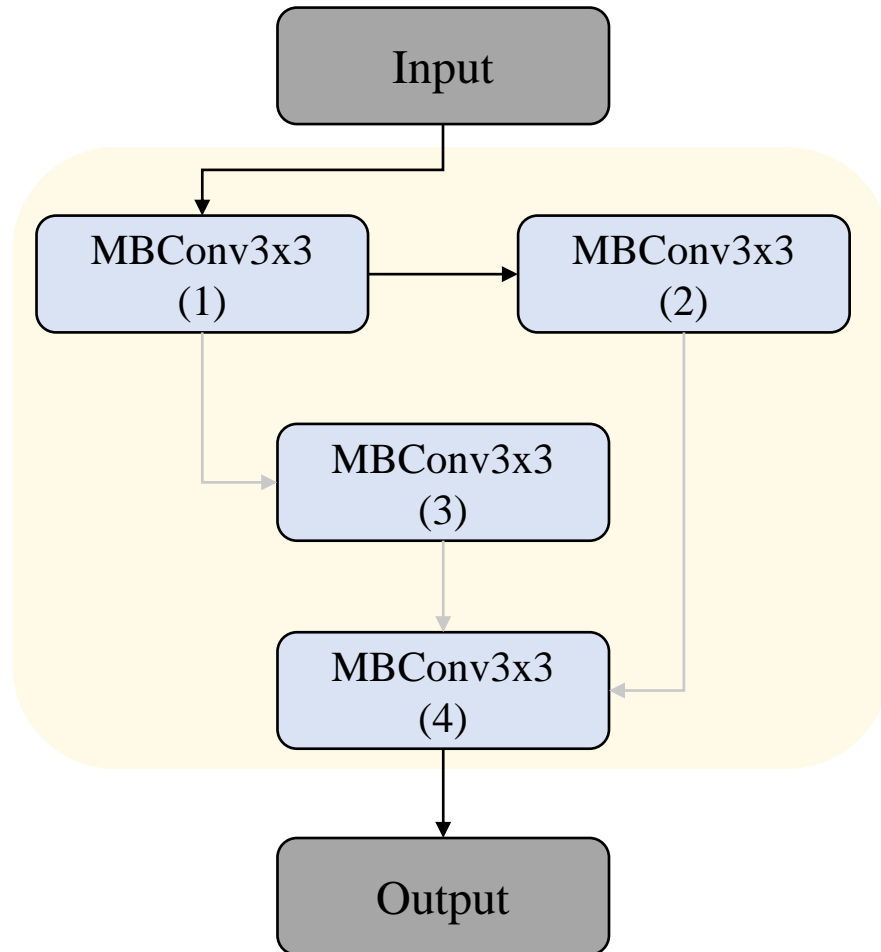 Input
MBConv3x3
(1)
MBConv3x3
(2)
MBConv3x3
(3)
MBConv3x3
(4)
Output